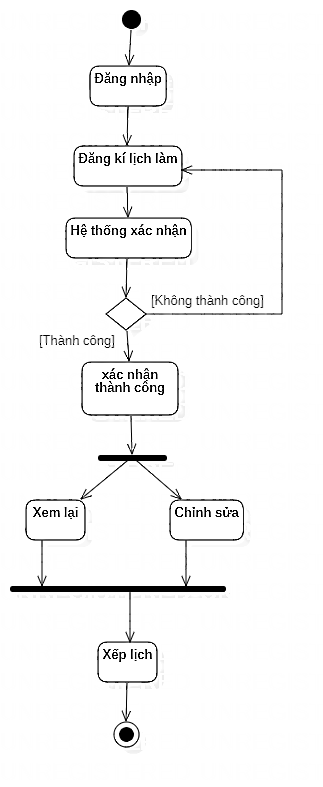 Đăng nhập
Đăng kí lịch làm
Hệ thống xác nhận
[Không thành công]
[Thành công]
xác nhận
thành công
Xem lại
Chỉnh sửa
Xếp lịch